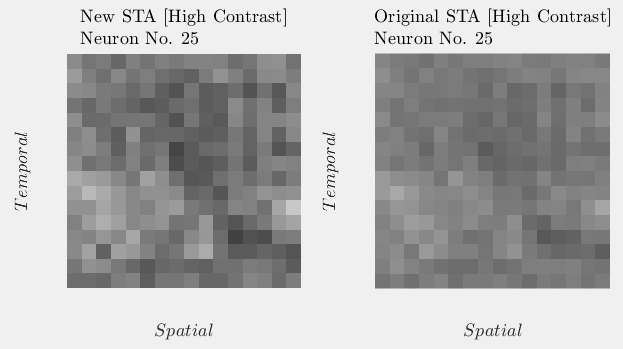 New STA [High Contrast]
Neuron No. 25
Temporal
Spatial
Original STA [High Contrast]
Neuron No. 25
Temporal
Spatial